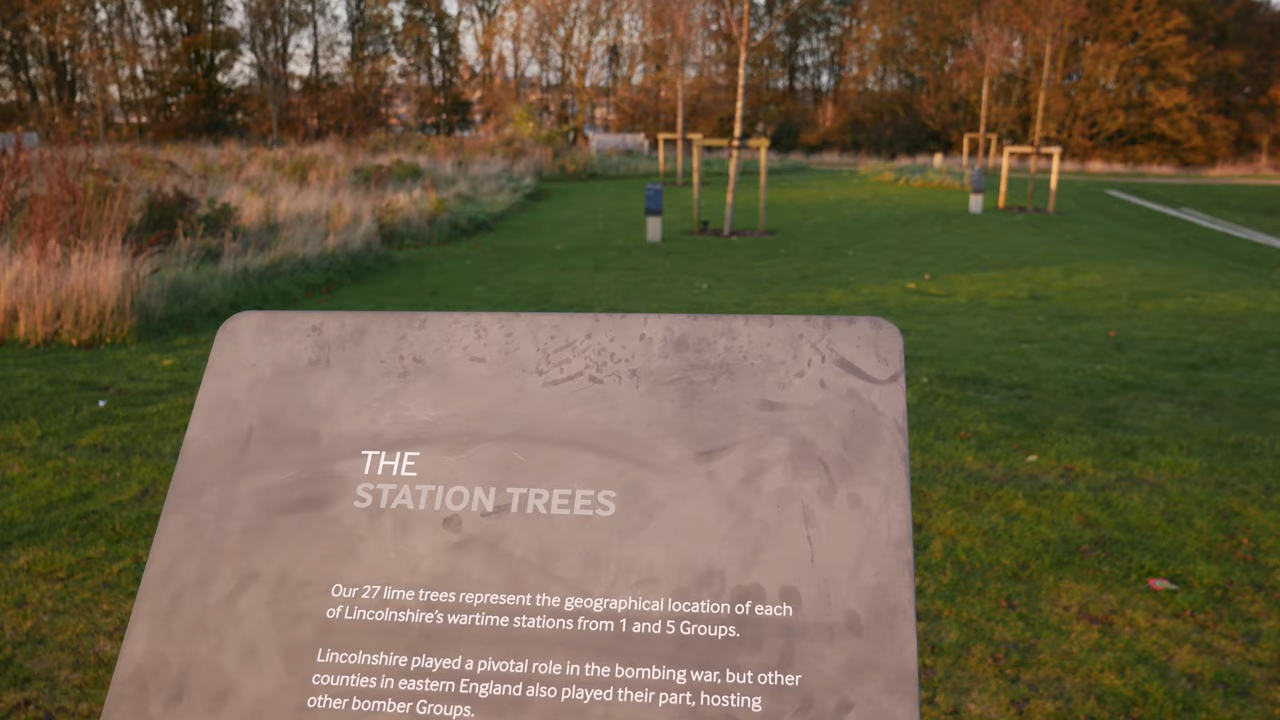 THE
STATION TREES
Our 27 lime trees represent the geographical location of each
of Lincolnshire's wartime stations from 1 and 5 Groups.
Lincolnshire played a pivotal role in the bombing war, but other
counties in eastern England also played their part, hosting
other bomber Groups.